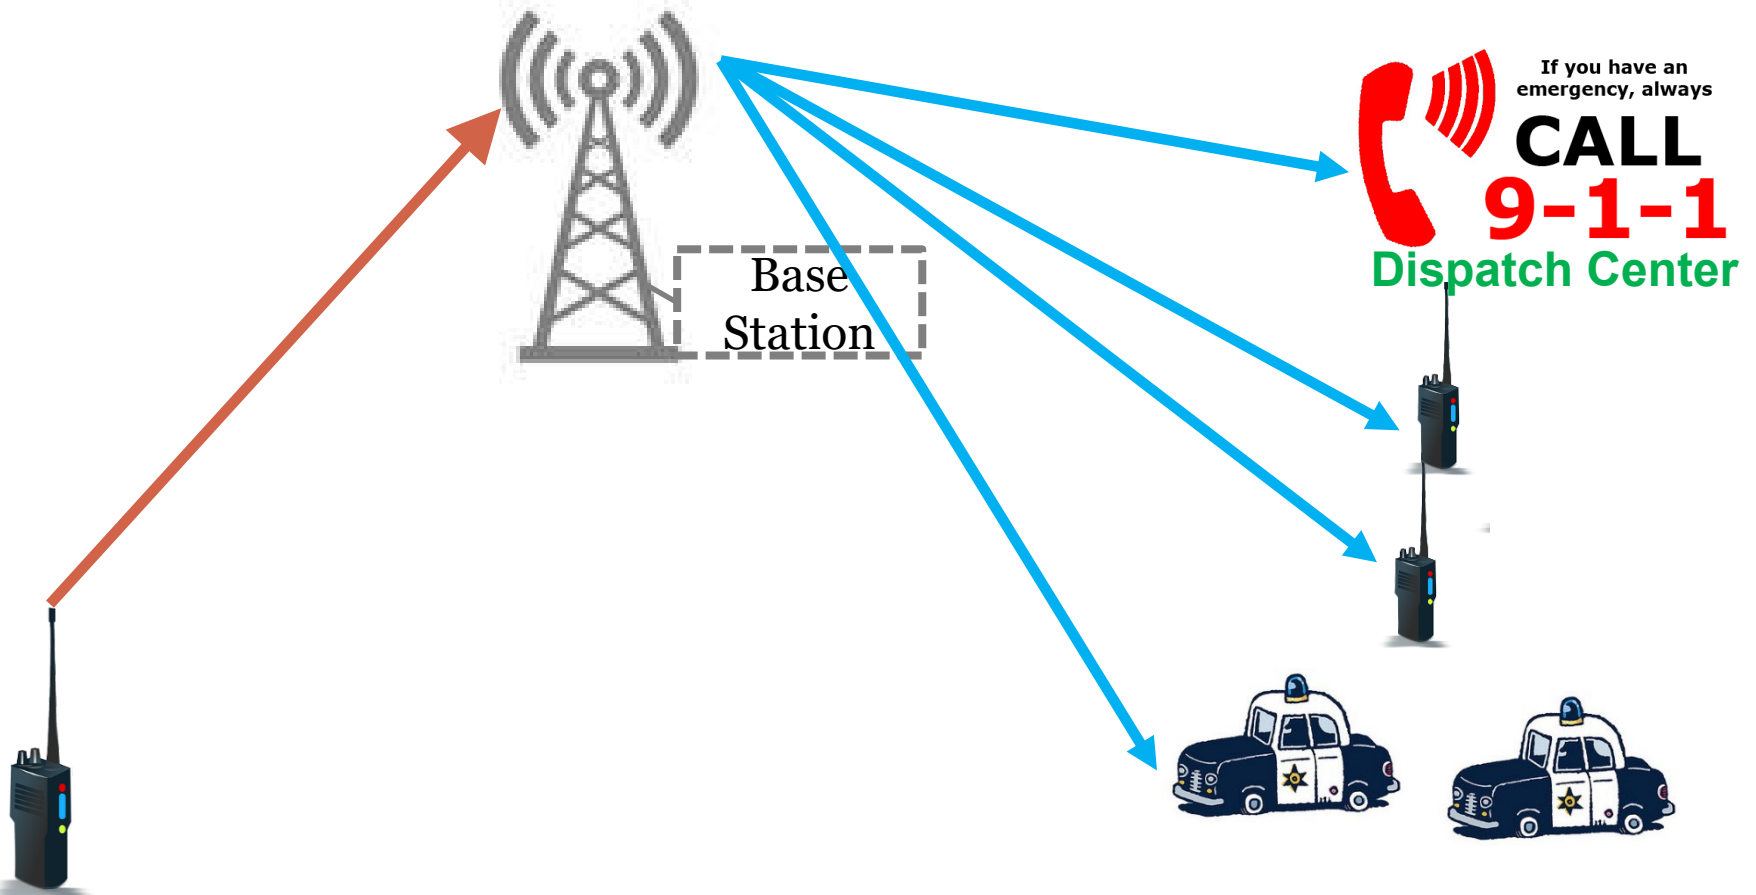 If you have an
emergency, always
CALL
9-1-1
Dispatch Center
Base
Station